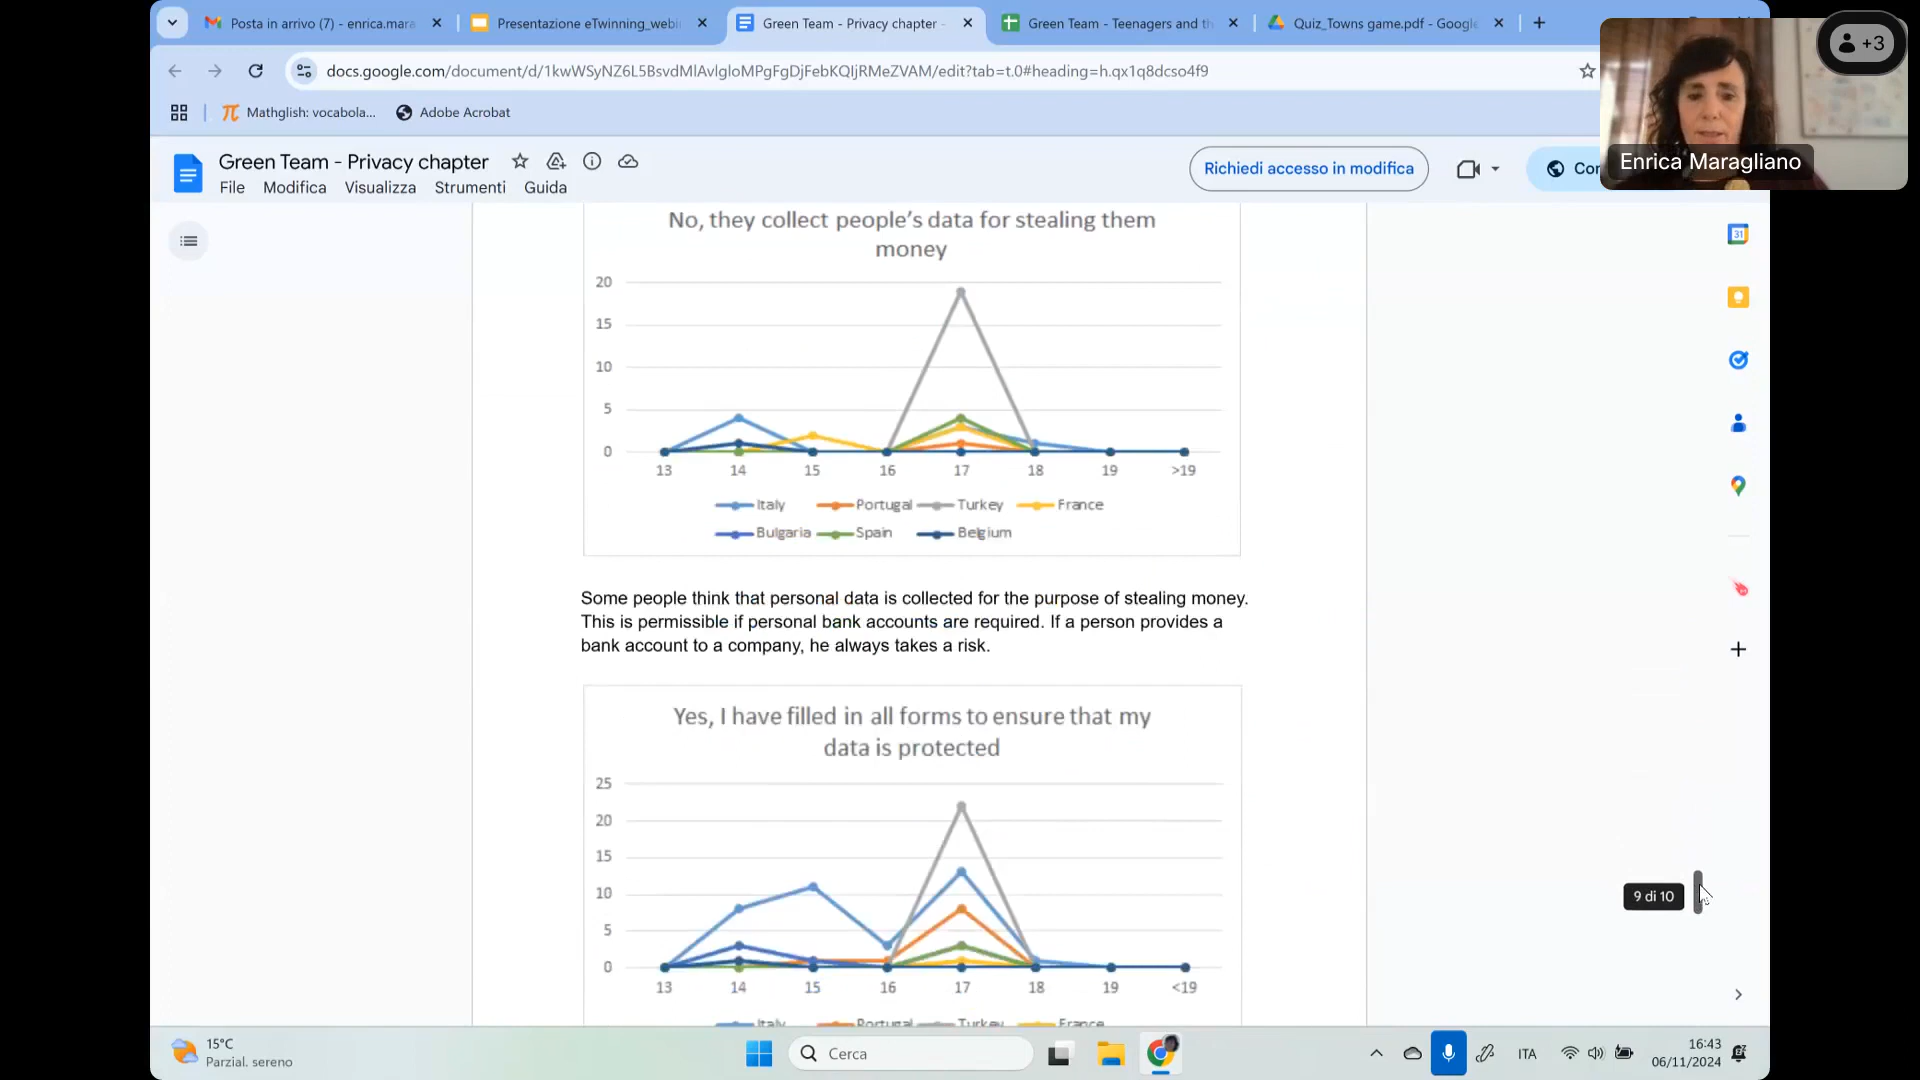 Posta in arrivo (7) - enrica.mara
Presentazione eTwinning_webi
Green Team - Privacy chapter -
Green Team - Teenagers and th
Quiz_Towns game.pdf - Google
+3
docs.google.com/document/d/1kwWSyNZ6L5BsvdMlAvlgloMPgFgDjFebKQIjRMeZVAM/edit?tab=t.0#heading=h.qx1q8dcso4f9
Mathglish: vocabola...
Adobe Acrobat
Green Team - Privacy chapter
File Modifica Visualizza Strumenti Guida
Richiedi accesso in modifica
Con
Enrica Maragliano
31
No, they collect people's data for stealing them
money
20
15
10
5
0
13 14 15 16 17 18 19 >19
Italy Portugal Turkey France
Bulgaria Spain Belgium
Some people think that personal data is collected for the purpose of stealing money.
This is permissible if personal bank accounts are required. If a person provides a
bank account to a company, he always takes a risk.
Yes, I have filled in all forms to ensure that my
data is protected
25
20
15
10
5
0
13 14 15 16 17 18 19 <19
Italy Portugal Turkey France
9 di 10
15°C
Parzial. sereno
Cerca
ITA
16:43
06/11/2024